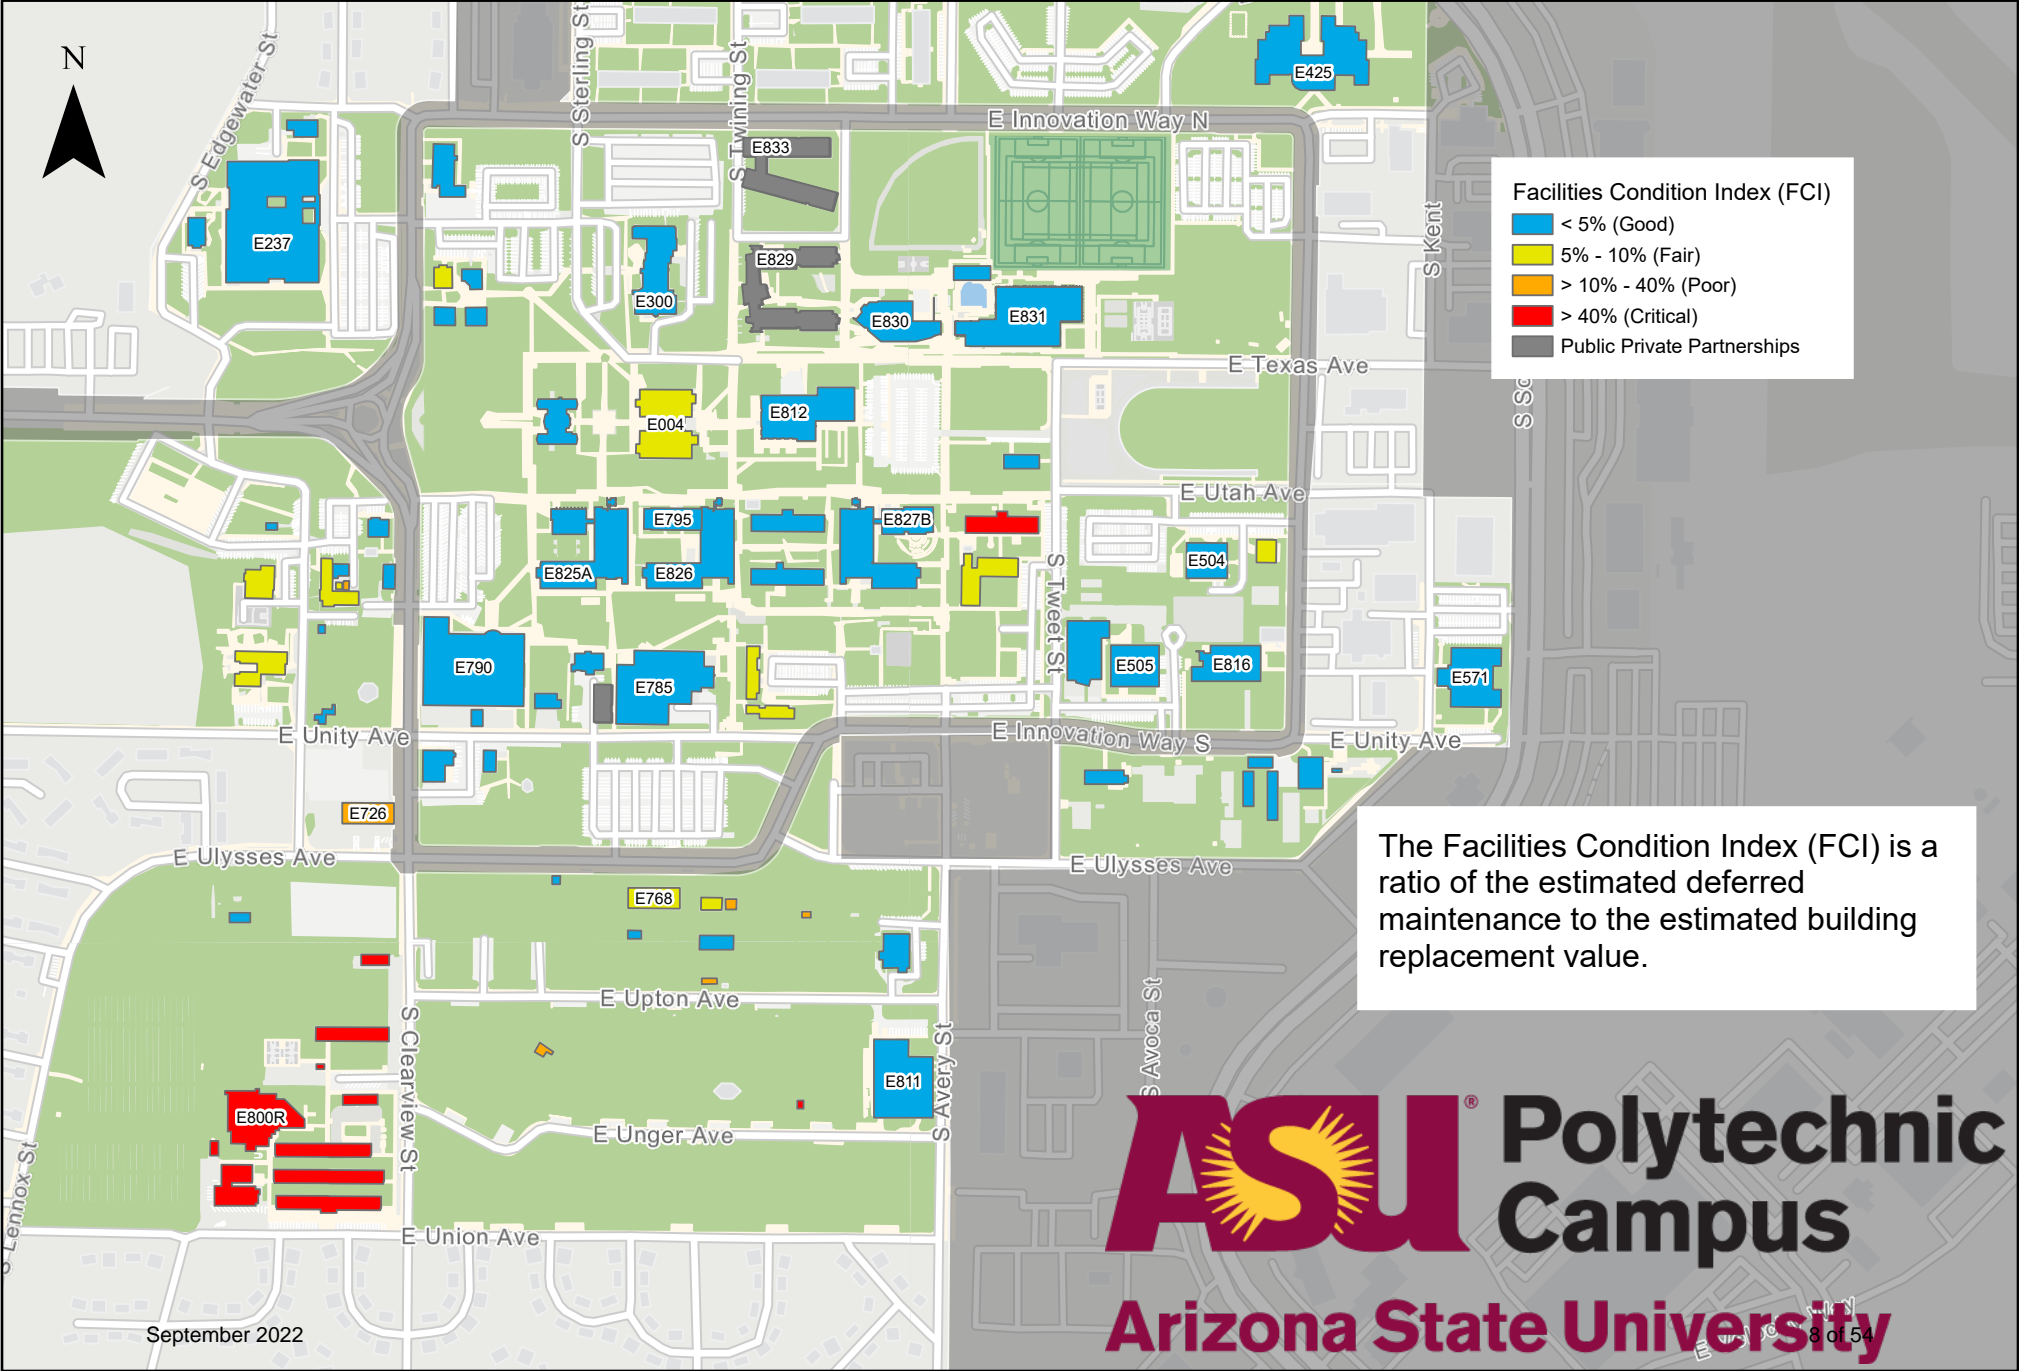 N
S Edgewater St
S Sterling St
S Twining St
E Innovation Way N
E425
E833
E237
E829
E300
E830
E831
S Kent
Facilities Condition Index (FCI)
< 5% (Good)
5% - 10% (Fair)
> 10% - 40% (Poor)
> 40% (Critical)
Public Private Partnerships
E Texas Ave
S So
E004
E812
E Utah Ave
E795
E827B
E825A
E826
S Tweet St
E504
E790
E785
E505
E816
E571
E Unity Ave
E Innovation Way S
E Unity Ave
E726
E Ulysses Ave
E Ulysses Ave
The Facilities Condition Index (FCI) is a
ratio of the estimated deferred
maintenance to the estimated building
replacement value.
E768
E Upton Ave
S Clearview St
S Avery St
S Avoca St
E811
E800R
E Unger Ave
S Lennox St
E Union Ave
ASU®
Polytechnic
Campus
Arizona State University
September 2022
8 of 54